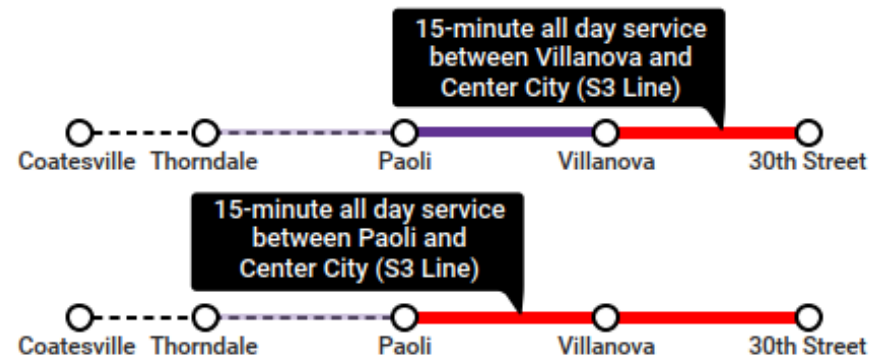 15-minute all day service
between Villanova and
Center City (S3 Line)
Coatesville Thorndale Paoli Villanova 30th Street
15-minute all day service
between Paoli and
Center City (S3 Line)
Coatesville Thorndale Paoli Villanova 30th Street